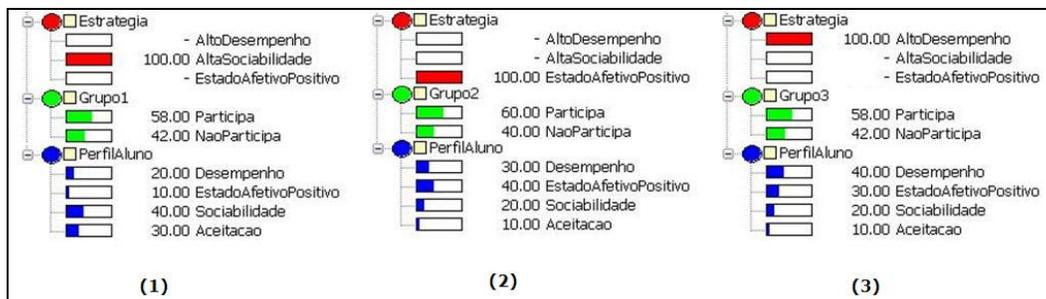 Estrategia
- AltoDesempenho
100.00 AltaSociabilidade
- EstadoAfetivoPositivo
Grupo1
58.00 Participa
42.00 NaoParticipa
PerfilAluno
20.00 Desempenho
10.00 EstadoAfetivoPositivo
40.00 Sociabilidade
30.00 Aceitacao
(1)
Estrategia
- AltoDesempenho
- AltaSociabilidade
100.00 EstadoAfetivoPositivo
Grupo2
60.00 Participa
40.00 NaoParticipa
PerfilAluno
30.00 Desempenho
40.00 EstadoAfetivoPositivo
20.00 Sociabilidade
10.00 Aceitacao
(2)
Estrategia
100.00 AltoDesempenho
- AltaSociabilidade
- EstadoAfetivoPositivo
Grupo3
58.00 Participa
42.00 NaoParticipa
PerfilAluno
40.00 Desempenho
30.00 EstadoAfetivoPositivo
20.00 Sociabilidade
10.00 Aceitacao
(3)